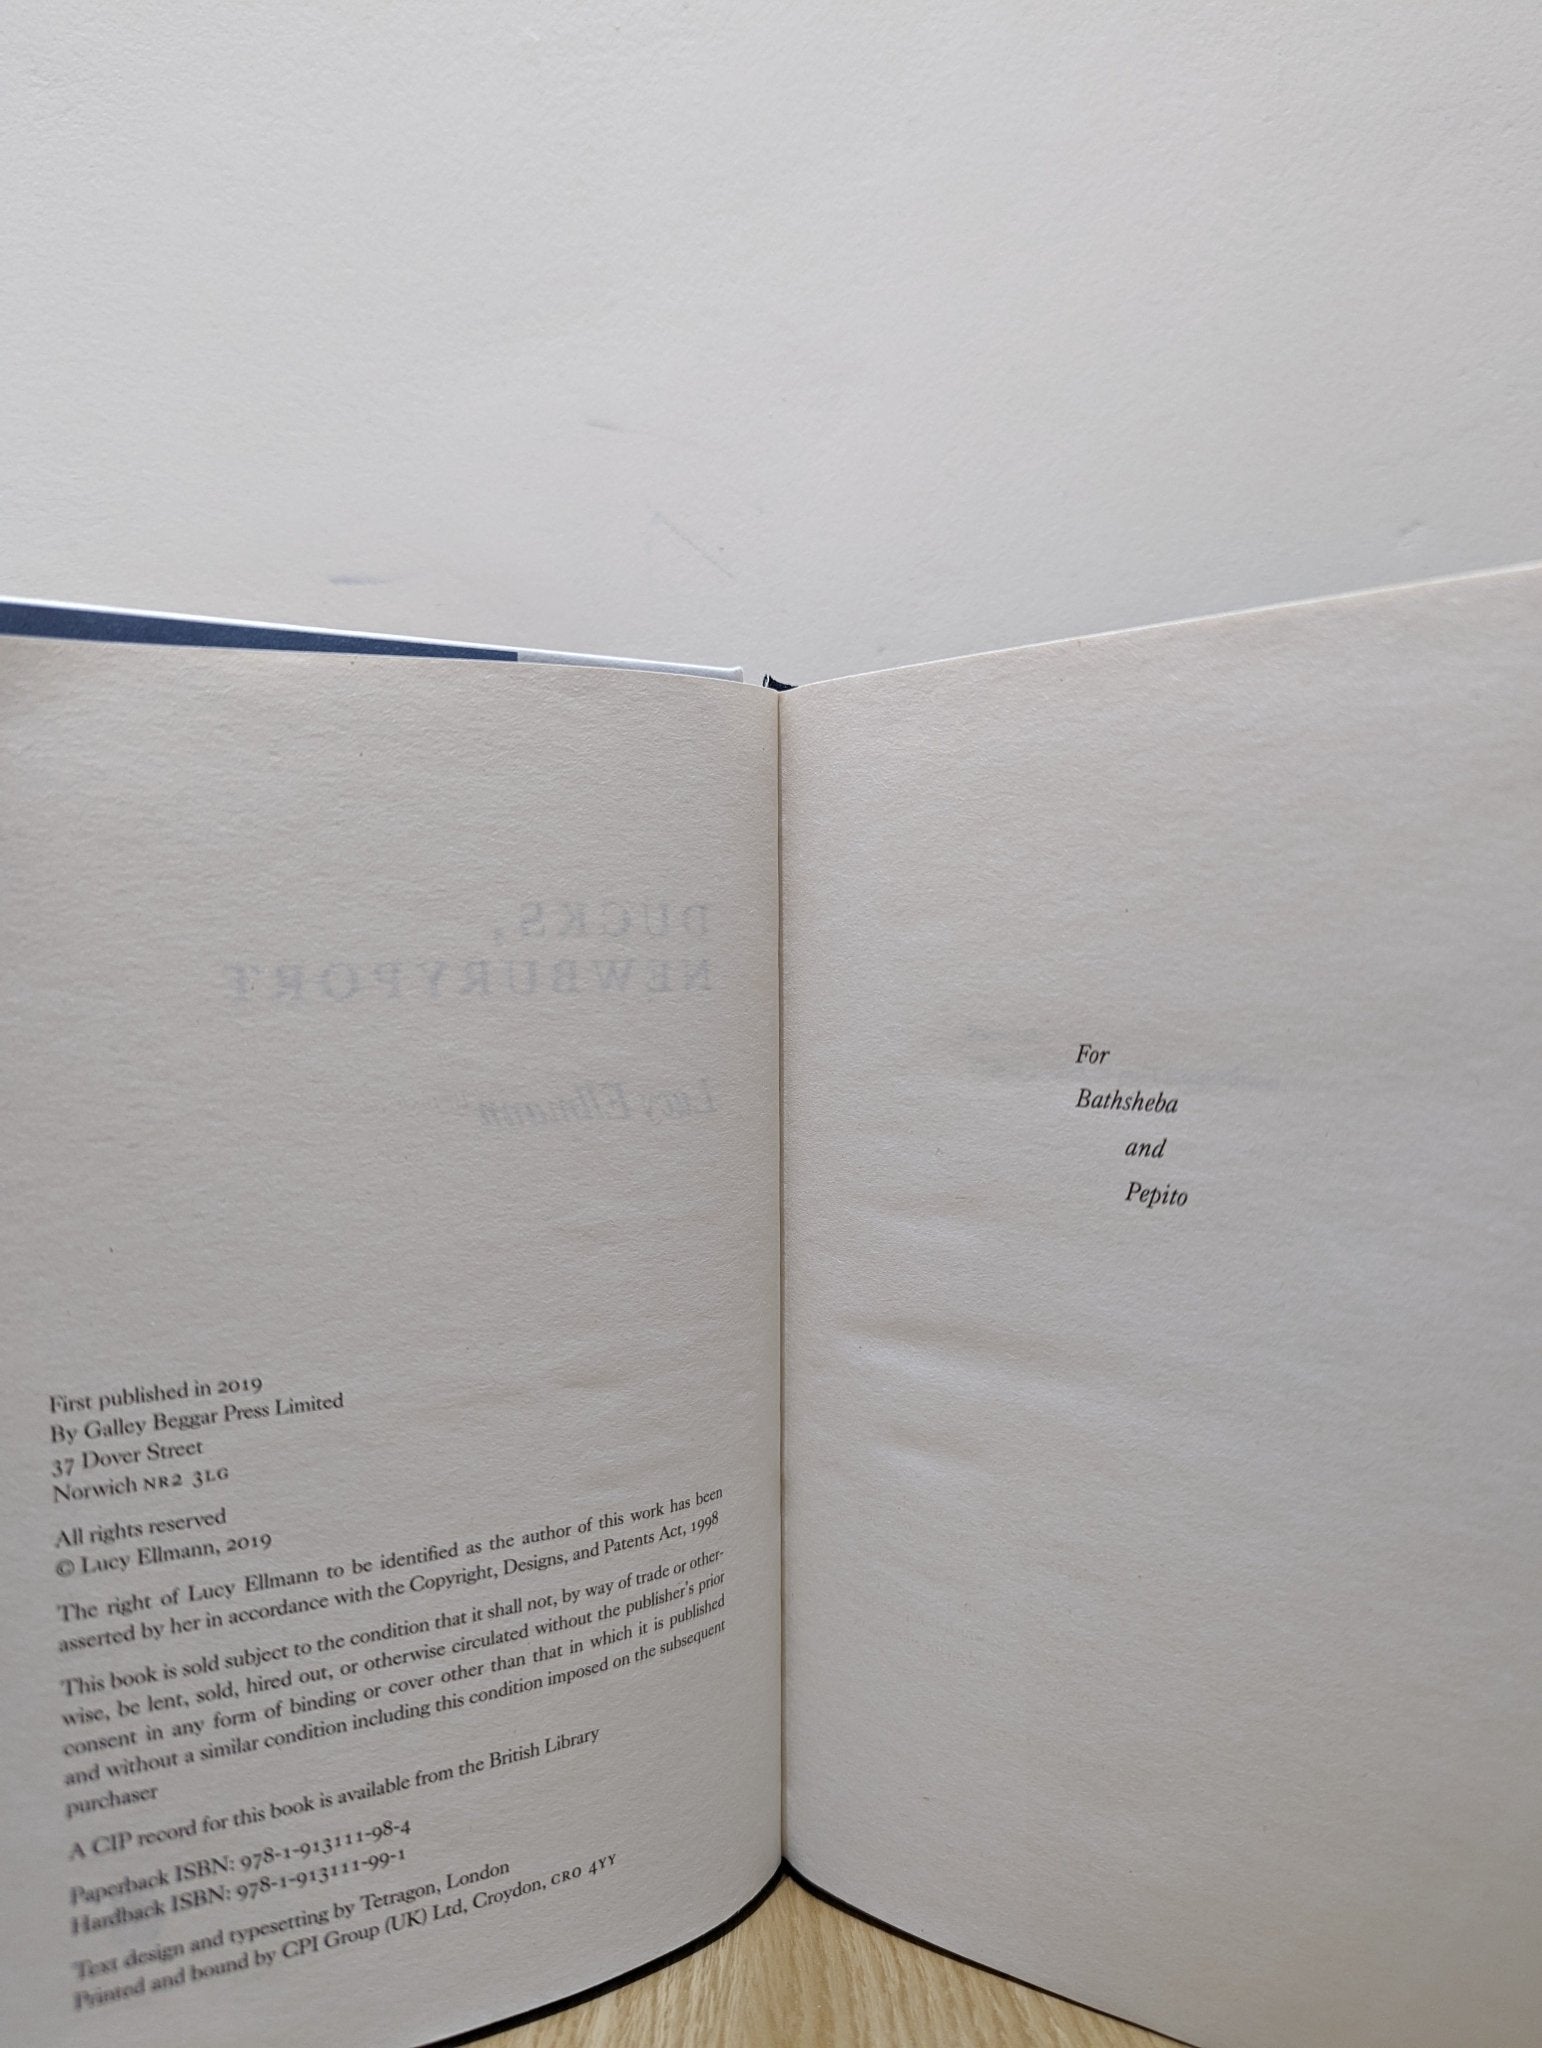 DUCKS,
NEWBURYPORT
Lucy Ellmann
First published in 2019
By Galley Beggar Press Limited
37 Dover Street
Norwich NR2 3LG
All rights reserved
© Lucy Ellmann, 2019
The right of Lucy Ellmann to be identified as the author of this work has been
asserted by her in accordance with the Copyright, Designs, and Patents Act, 1998
This book is sold subject to the condition that it shall not, by way of trade or other-
wise, be lent, sold, hired out, or otherwise circulated without the publisher's prior
consent in any form of binding or cover other than that in which it is published
and without a similar condition including this condition imposed on the subsequent
purchaser
A CIP record for this book is available from the British Library
Paperback ISBN: 978-1-913111-98-4
Hardback ISBN: 978-1-913111-99-1
Text design and typesetting by Tetragon, London
Printed and bound by CPI Group (UK) Ltd, Croydon, CR0 4YY
For
Bathsheba
and
Pepito